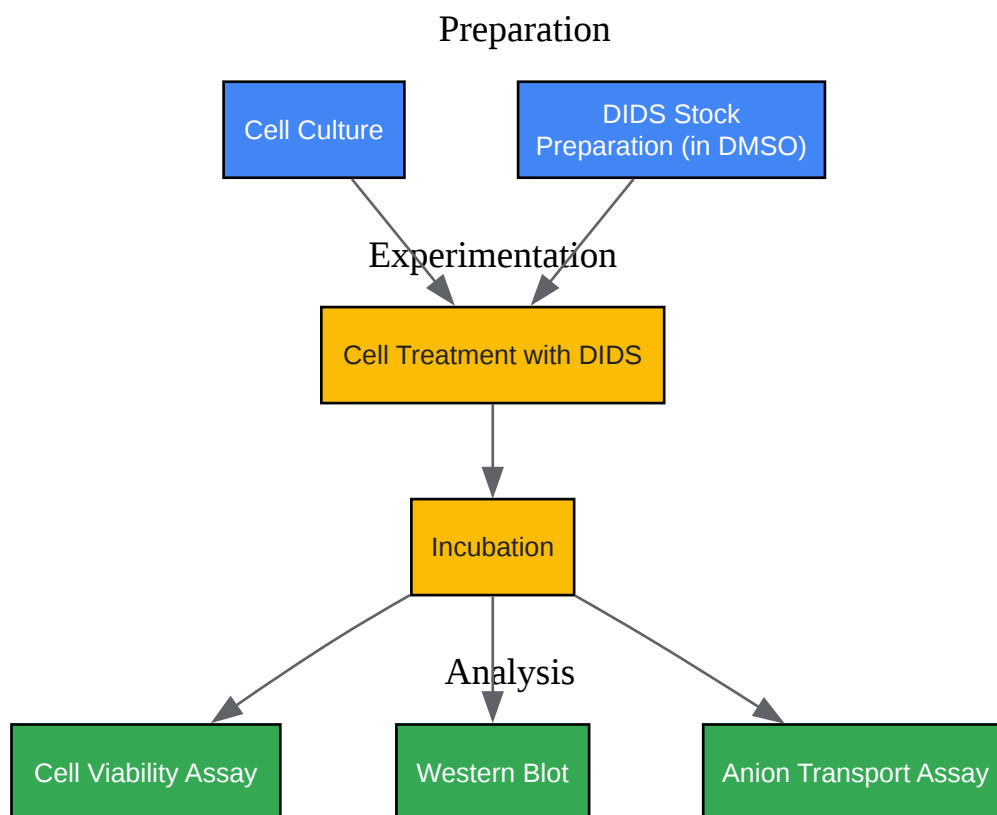 Preparation
Cell Culture
DIDS Stock
Preparation (in DMSO)
Experimentation
Cell Treatment with DIDS
Incubation
Analysis
Cell Viability Assay
Western Blot
Anion Transport Assay